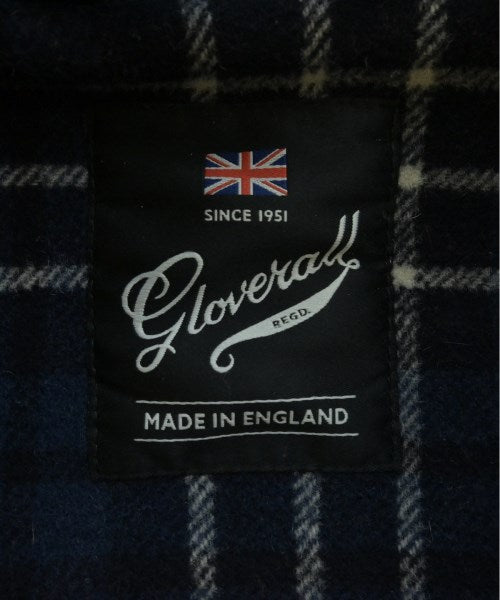 SINCE 1951
Gloverall
REGD.
MADE IN ENGLAND